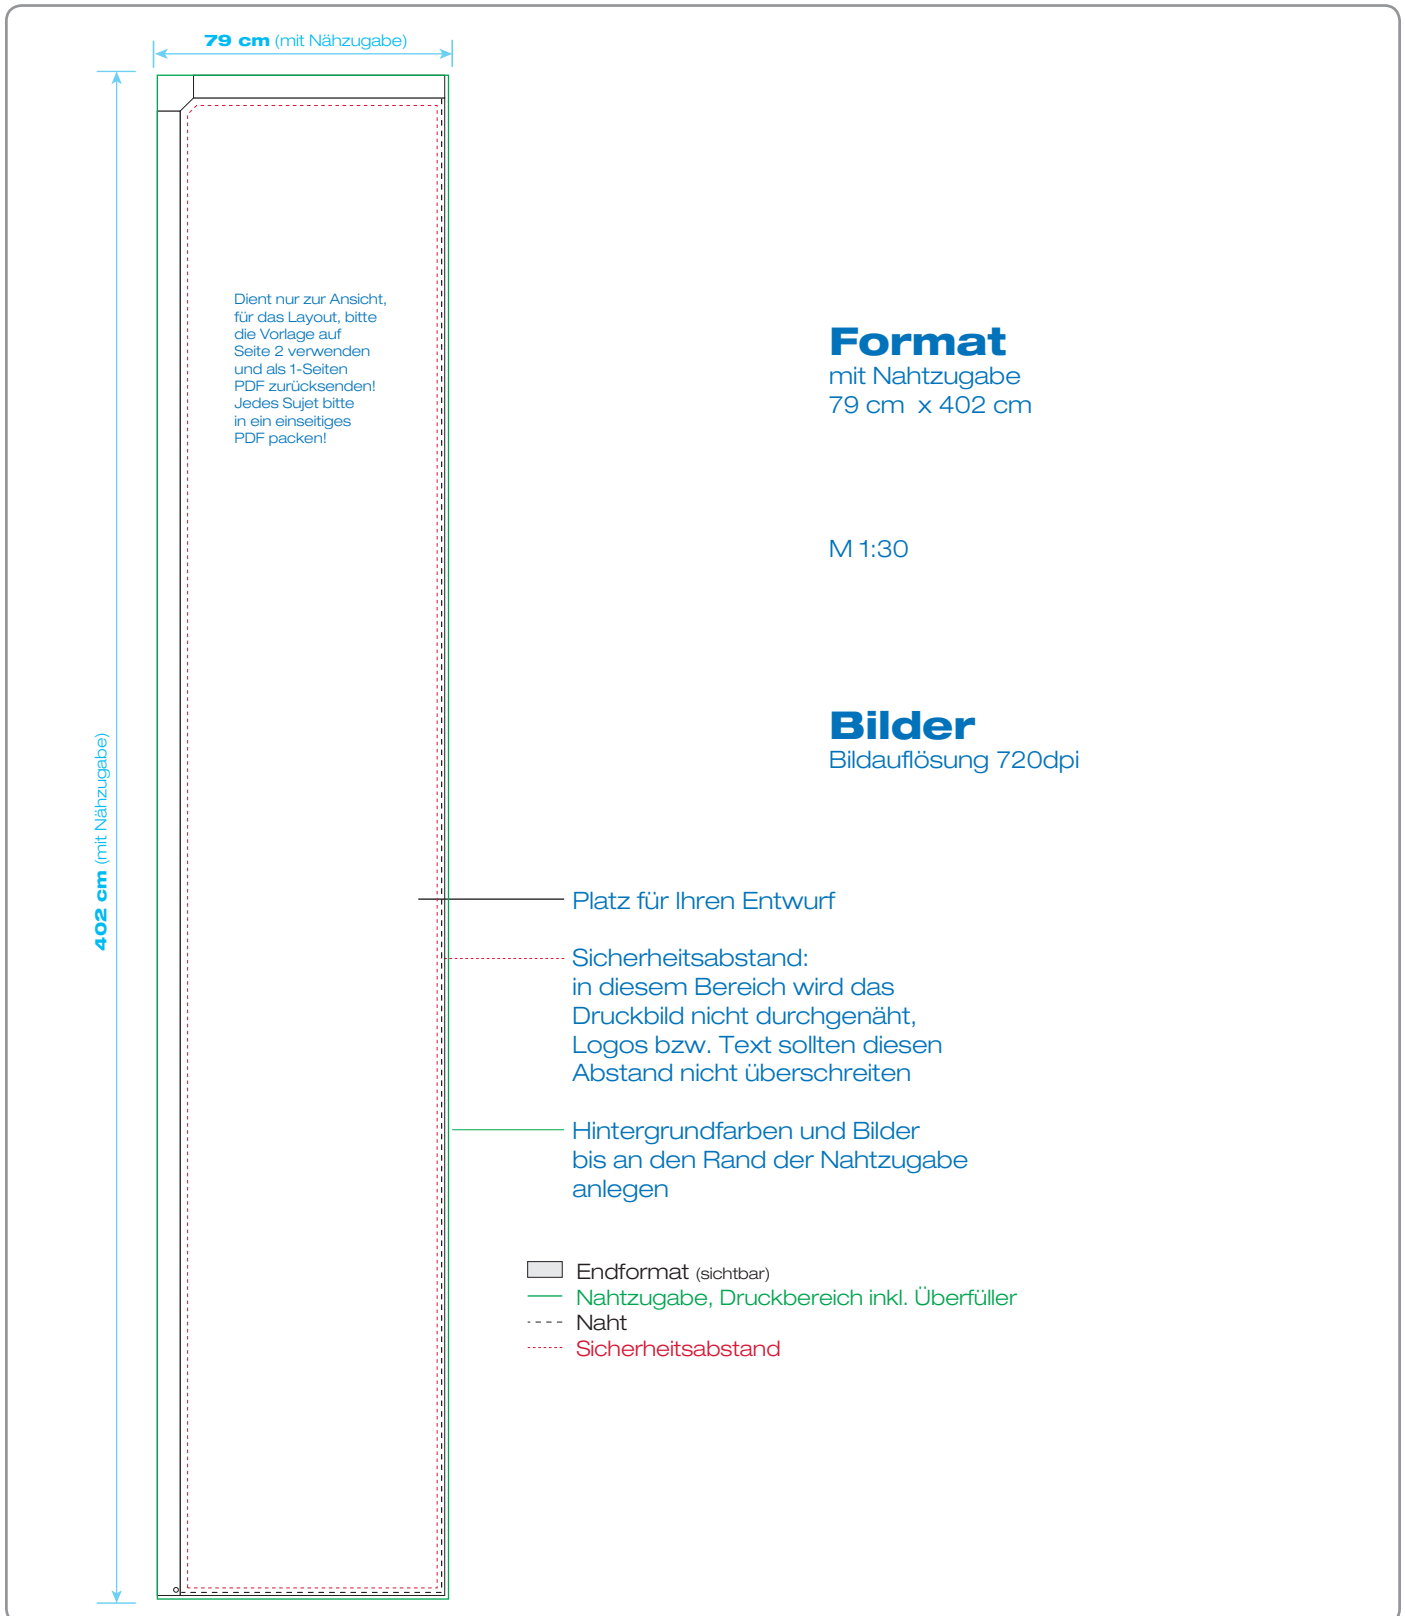 79 cm (mit Nähzugabe)
402 cm (mit Nähzugabe)
Dient nur zur Ansicht,
für das Layout, bitte
die Vorlage auf
Seite 2 verwenden
und als 1-Seiten
PDF zurücksenden!
Jedes Sujet bitte
in ein einseitiges
PDF packen!
Format
mit Nahtzugabe
79 cm x 402 cm
M 1:30
Bilder
Bildauflösung 720dpi
Platz für Ihren Entwurf
Sicherheitsabstand:
in diesem Bereich wird das
Druckbild nicht durchgenäht,
Logos bzw. Text sollten diesen
Abstand nicht überschreiten
Hintergrundfarben und Bilder
bis an den Rand der Nahtzugabe
anlegen
Endformat (sichtbar)
Nahtzugabe, Druckbereich inkl. Überfüller
Naht
Sicherheitsabstand